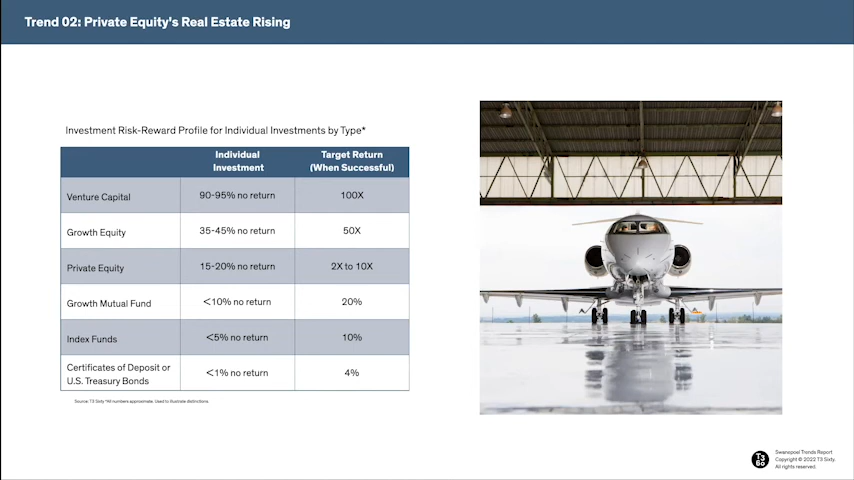 Trend 02: Private Equity's Real Estate Rising
Investment Risk-Reward Profile for Individual Investments by Type*
Individual
Investment
Target Return
(When Successful)
Venture Capital
90-95% no return
100X
Growth Equity
35-45% no return
50X
Private Equity
15-20% no return
2X to 10X
Growth Mutual Fund
<10% no return
20%
Index Funds
<5% no return
10%
Certificates of Deposit or
U.S. Treasury Bonds
<1% no return
4%
Source: T3 Sixty *All numbers approximate. Used to illustrate distinctions.
T3
60
Swanepoel Trends Report
Copyright © 2022 T3 Sixty.
All rights reserved.